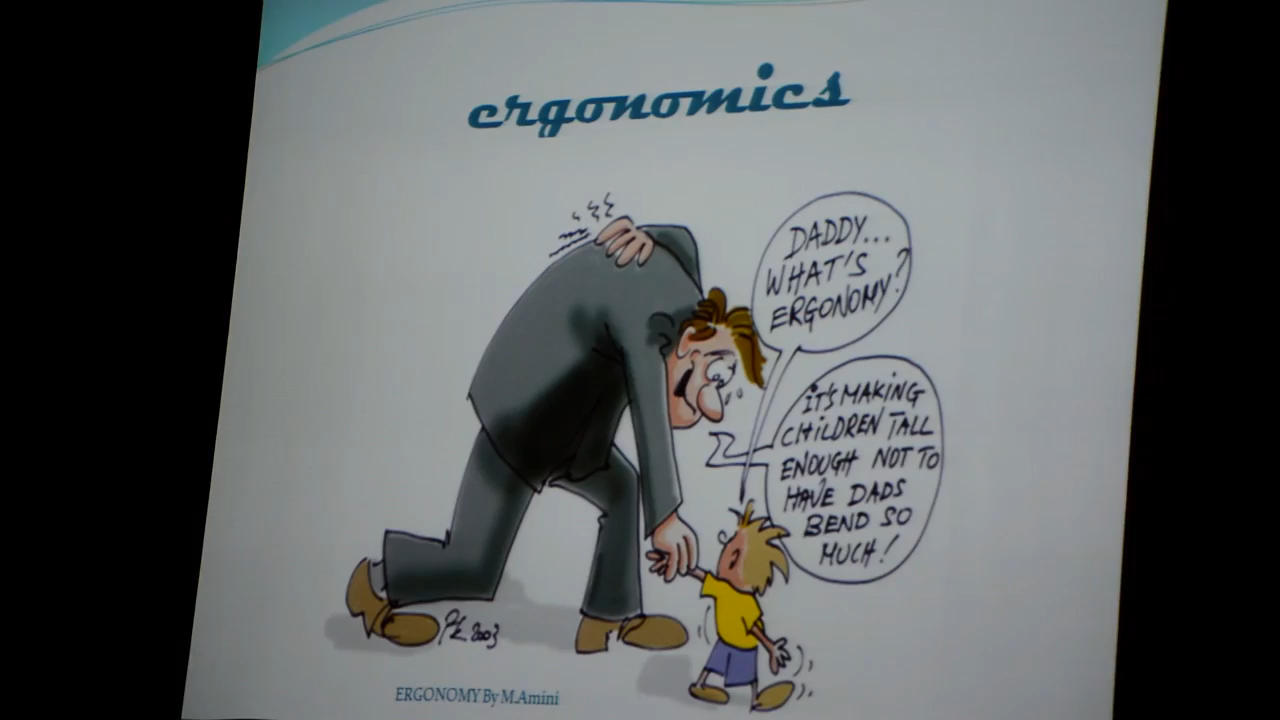 ergonomics
DADDY...
WHAT'S
ERGONOMY?
IT'S MAKING
CHILDREN TALL
ENOUGH NOT TO
HAVE DADS
BEND SO
MUCH!
2003
ERGONOMY By M.Amini